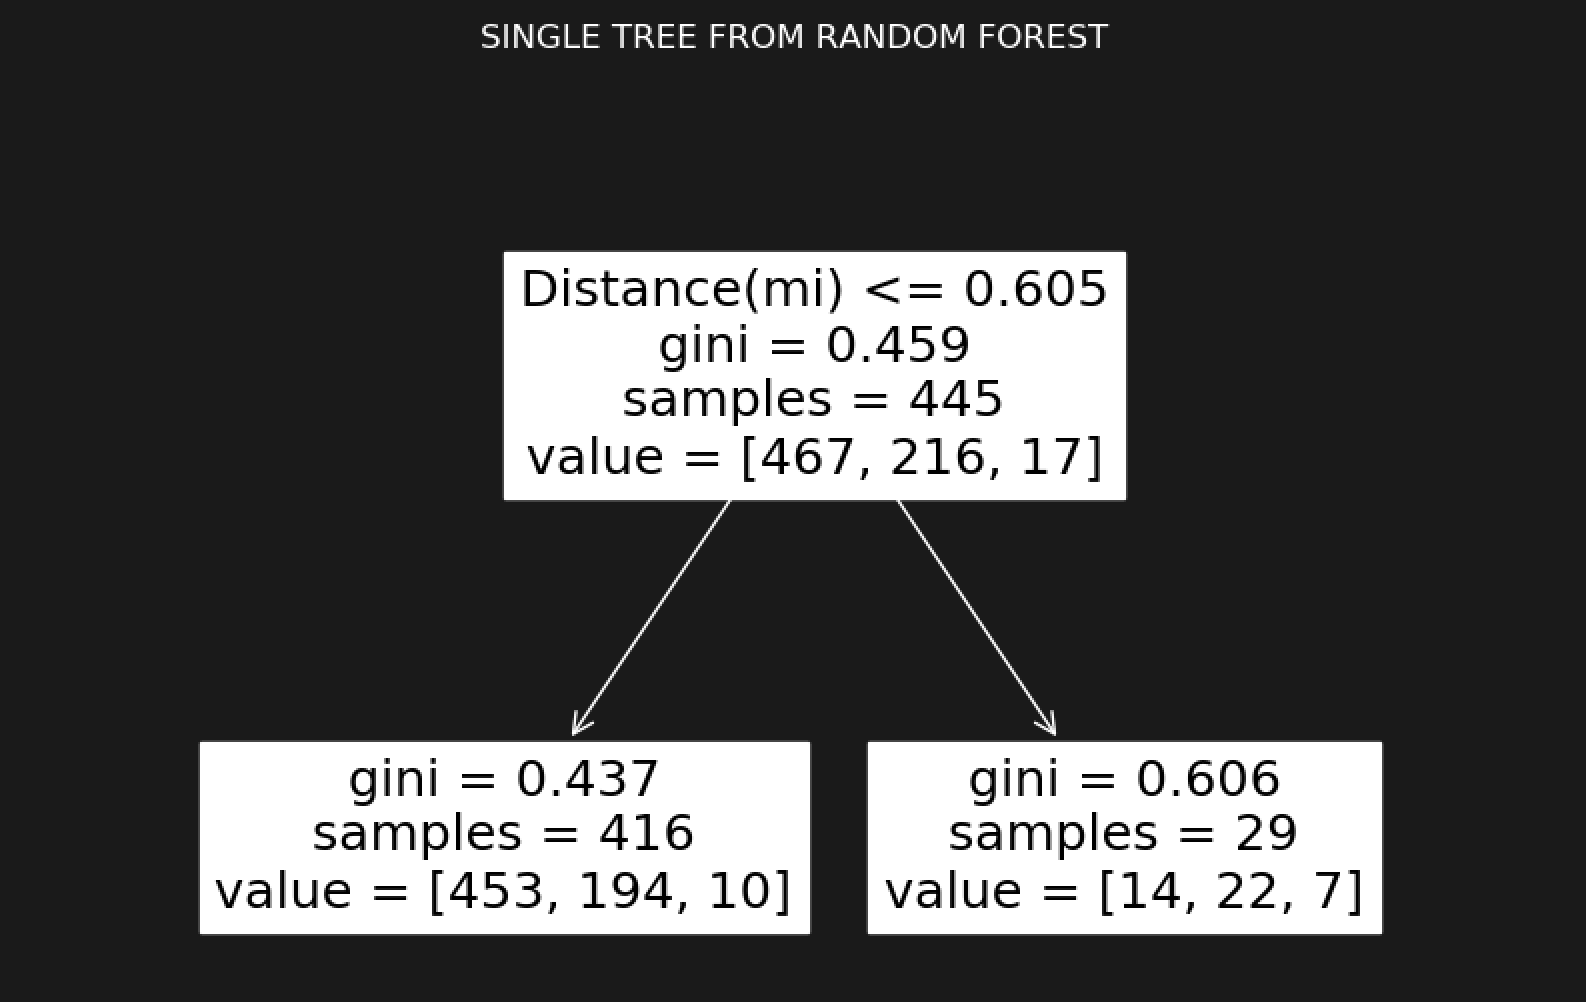 SINGLE TREE FROM RANDOM FOREST
Distance(mi) <= 0.605
gini = 0.459
samples = 445
value = [467, 216, 17]
gini = 0.437
samples = 416
value = [453, 194, 10]
gini = 0.606
samples = 29
value = [14, 22, 7]